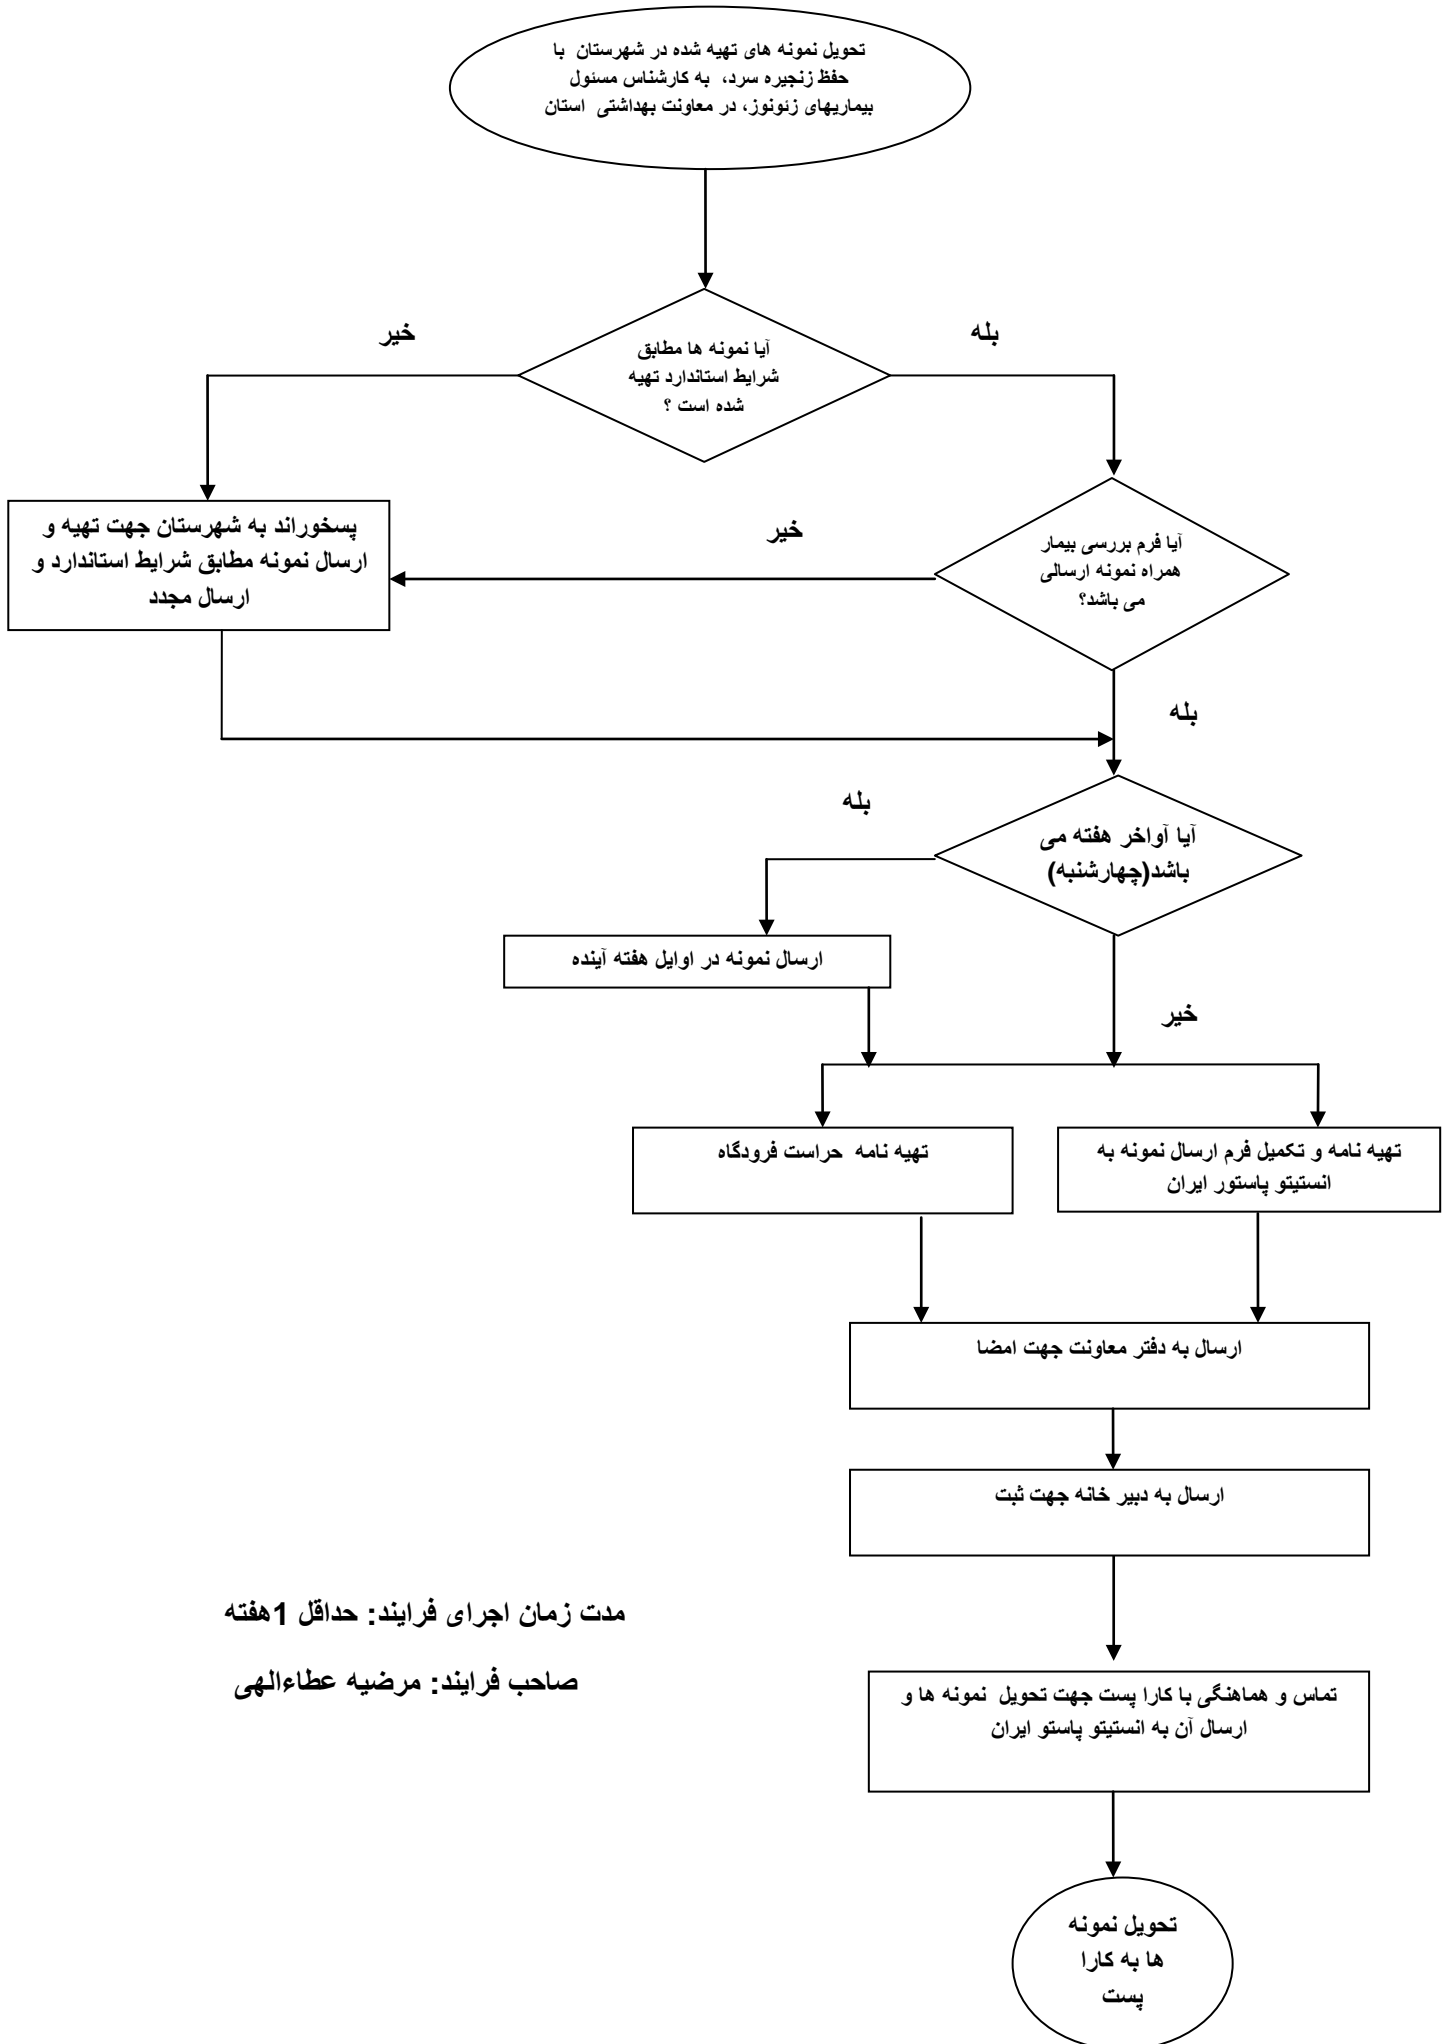 تحویل نمونه های تهیه شده در شهرستان با
حفظ زنجیره سرد، به کارشناس مسئول
بیماریهای زئونوز، در معاونت بهداشتی استان
خیر
بله
آیا نمونه ها مطابق
شرایط استاندارد تهیه
شده است ؟
پسخوراند به شهرستان جهت تهیه و
ارسال نمونه مطابق شرایط استاندارد و
ارسال مجدد
خیر
آیا فرم بررسی بیمار
همراه نمونه ارسالی
می باشد؟
بله
بله
آیا آواخر هفته می
باشد(چهارشنبه)
ارسال نمونه در اوایل هفته آینده
خیر
تهیه نامه و تکمیل فرم ارسال نمونه به
انستیتو پاستور ایران
تهیه نامه حراست فرودگاه
ارسال به دفتر معاونت جهت امضا
ارسال به دبیر خانه جهت ثبت
مدت زمان اجرای فرایند: حداقل 1هفته
صاحب فرایند: مرضیه عطاءالهی
تماس و هماهنگی با کارا پست جهت تحویل نمونه ها و
ارسال آن به انستیتو پاستو ایران
تحویل نمونه
ها به کارا
پست